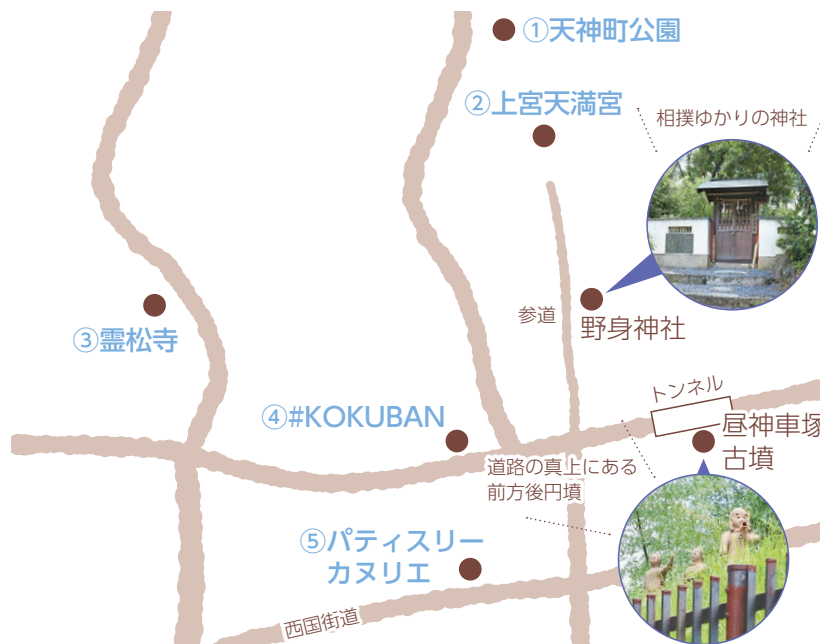 ①天神町公園
②上宮天満宮
相撲ゆかりの神社
参道
野身神社
③霊松寺
トンネル
④#KOKUBAN
昼神車塚
古墳
道路の真上にある
前方後円墳
⑤パティスリー
カヌリエ
西国街道